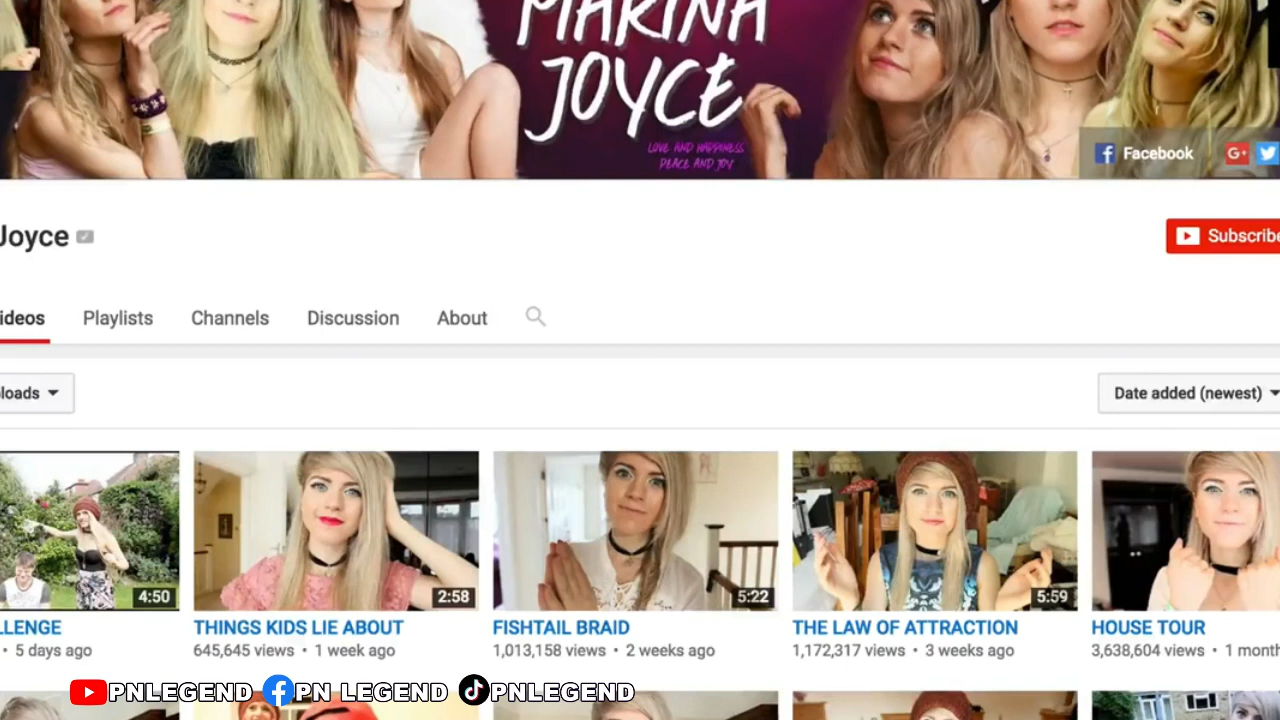 MARINA
JOYCE
LOVE AND HAPPINESS
PEACE AND JOY
Facebook
G+
Joyce
Subscribe
ideos Playlists Channels Discussion About
loads
Date added (newest)
4:50 2:58 5:22 5:59
LLENGE THINGS KIDS LIE ABOUT FISHTAIL BRAID THE LAW OF ATTRACTION HOUSE TOUR
• 5 days ago 645,645 views • 1 week ago 1,013,158 views • 2 weeks ago 1,172,317 views • 3 weeks ago 3,638,604 views • 1 month
PNLEGEND PN LEGEND PNLEGEND